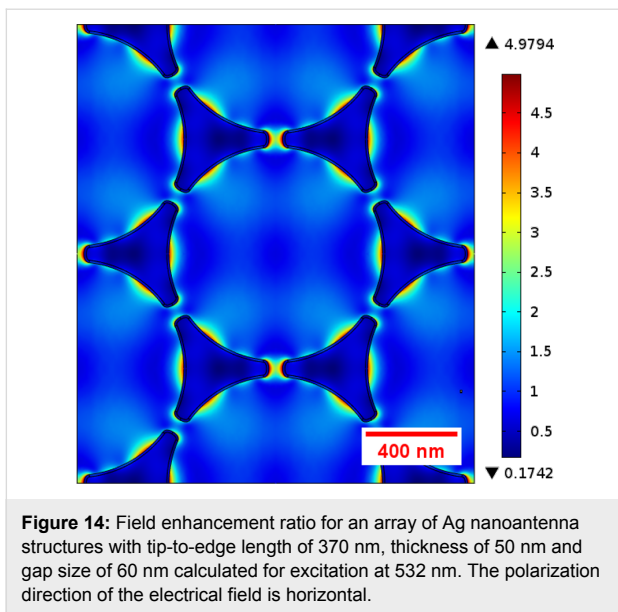 ▲ 4.9794
4.5
4
3.5
3
2.5
2
1.5
1
0.5
▼ 0.1742
400 nm
Figure 14: Field enhancement ratio for an array of Ag nanoantenna
structures with tip-to-edge length of 370 nm, thickness of 50 nm and
gap size of 60 nm calculated for excitation at 532 nm. The polarization
direction of the electrical field is horizontal.